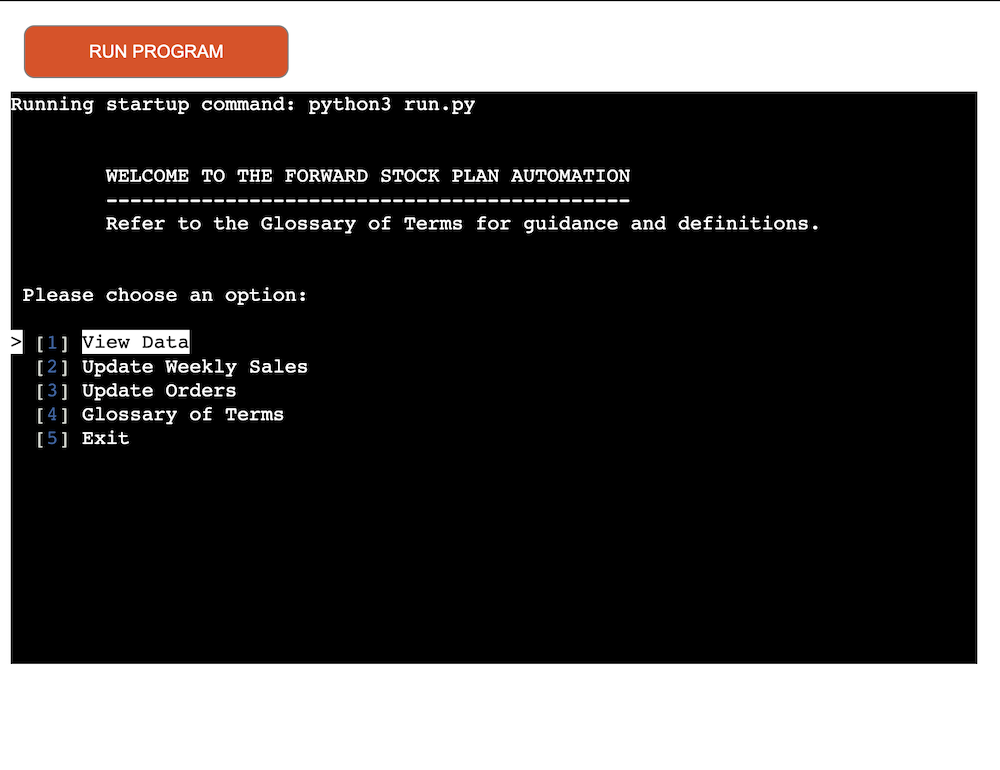 RUN PROGRAM
Running startup command: python3 run.py
WELCOME TO THE FORWARD STOCK PLAN AUTOMATION
--------------------------------------------
Refer to the Glossary of Terms for guidance and definitions.
Please choose an option:
> [1] View Data
[2] Update Weekly Sales
[3] Update Orders
[4] Glossary of Terms
[5] Exit